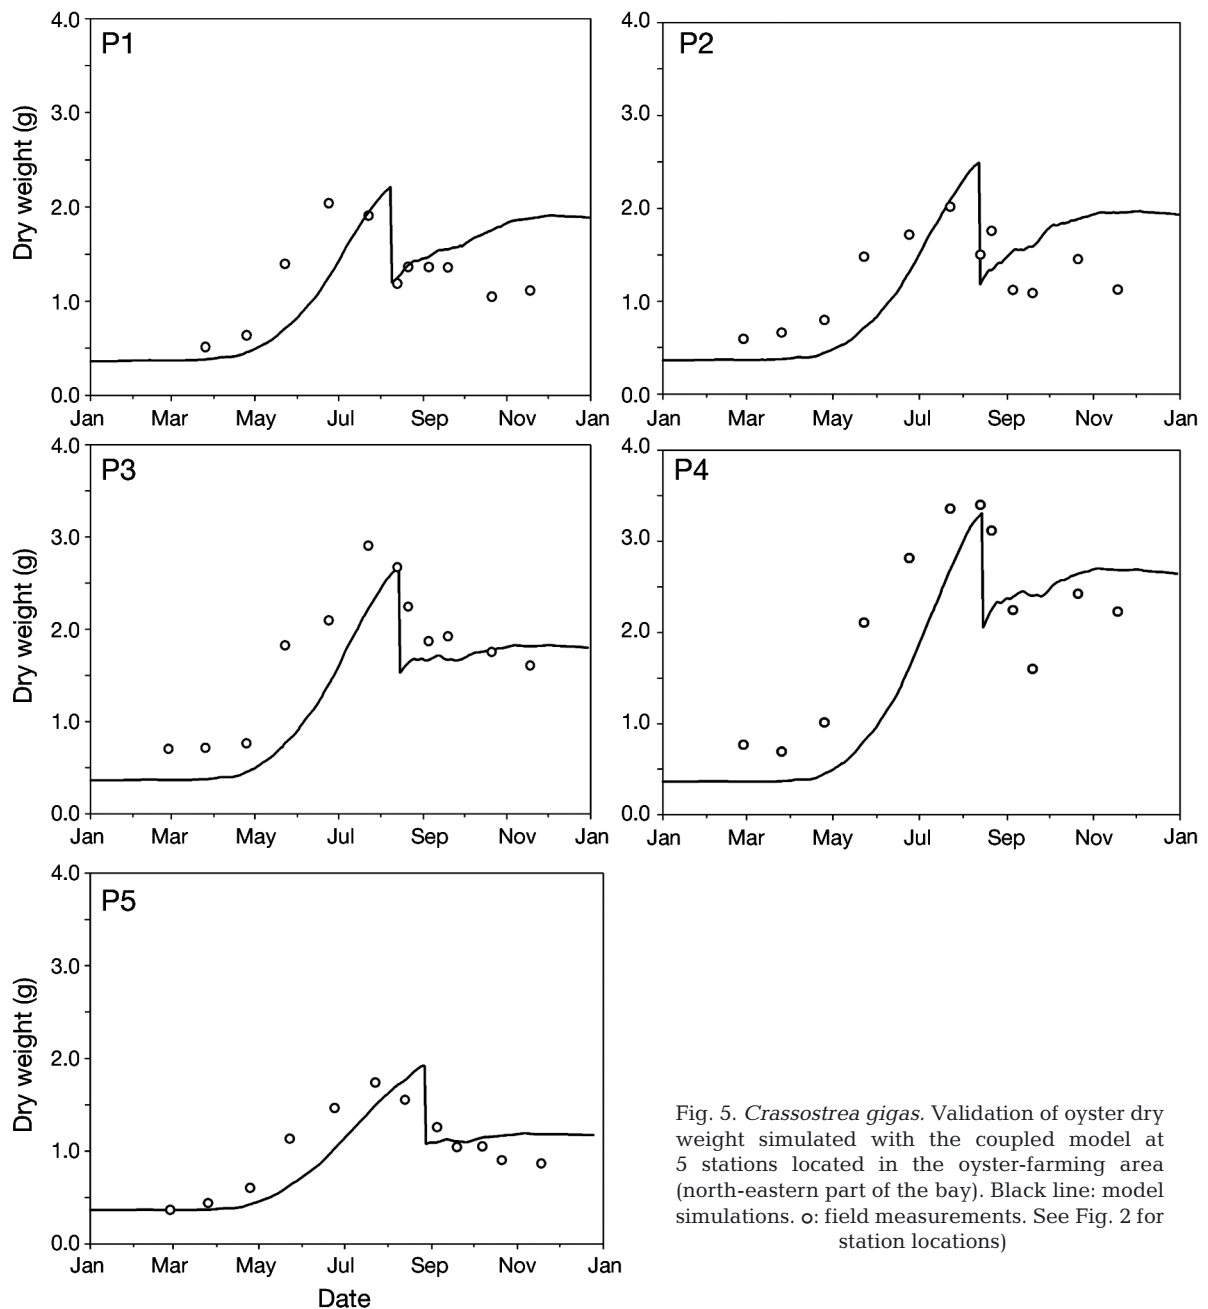 P1
Dry weight (g)
4.0
3.0
2.0
1.0
0.0
Jan Mar May Jul Sep Nov Jan
P2
4.0
3.0
2.0
1.0
0.0
Jan Mar May Jul Sep Nov Jan
P3
Dry weight (g)
4.0
3.0
2.0
1.0
0.0
Jan Mar May Jul Sep Nov Jan
P4
4.0
3.0
2.0
1.0
0.0
Jan Mar May Jul Sep Nov Jan
P5
Dry weight (g)
4.0
3.0
2.0
1.0
0.0
Jan Mar May Jul Sep Nov Jan
Date
Fig. 5. Crassostrea gigas. Validation of oyster dry
weight simulated with the coupled model at
5 stations located in the oyster-farming area
(north-eastern part of the bay). Black line: model
simulations. o: field measurements. See Fig. 2 for
station locations)